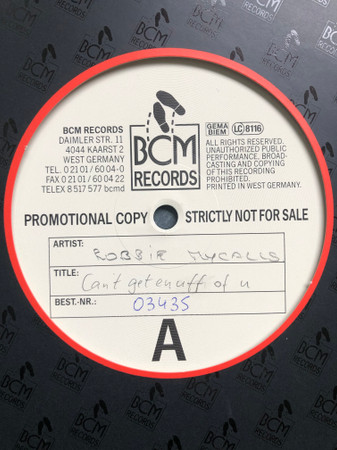 BCM RECORDS
DAIMLER STR. 11
4044 KAARST 2
WEST GERMANY
TEL. 0 21 01 / 60 04-0
FAX 0 21 01 / 60 04 22
TELEX 8 517 577 bcmd
BCM
RECORDS
GEMA
BIEM
LC 8116
ALL RIGHTS RESERVED.
UNAUTHORIZED PUBLIC
PERFORMANCE, BROAD-
CASTING AND COPYING
OF THIS RECORDING
PROHIBITED.
PRINTED IN WEST GERMANY.
PROMOTIONAL COPY STRICTLY NOT FOR SALE
ARTIST: ROBBIE MYCALLS
TITLE: Can't get enuff of u
BEST.-NR.: 03435
A